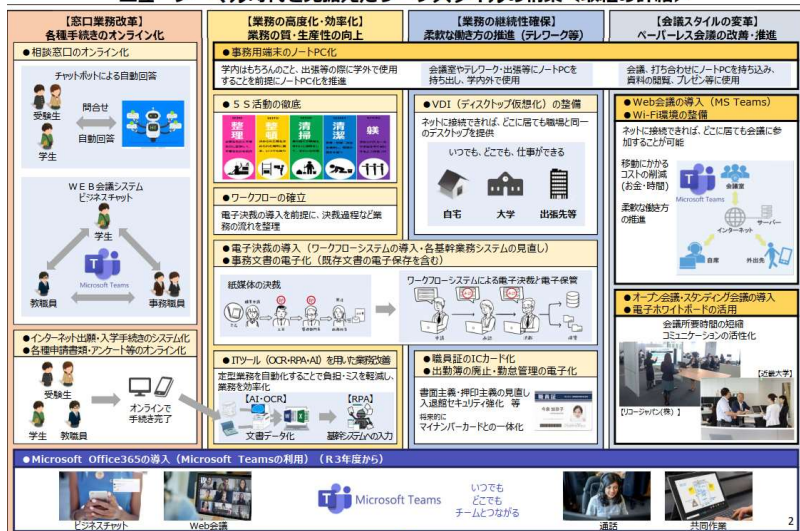 【窓口業務改革】
各種手続きのオンライン化
【業務の高度化・効率化】
業務の質・生産性の向上
【業務の継続性確保】
柔軟な働き方の推進（テレワーク等）
【会議スタイルの変革】
ペーパーレス会議の改善・推進
●相談窓口のオンライン化
チャットボットによる自動回答
受験生
学生
問合せ
自動回答
WEB会議システム
ビジネスチャット
学生
Microsoft Teams
教職員
事務職員
●インターネット出願・入学手続きのシステム化
●各種申請書類・アンケート等のオンライン化
受験生
学生
教職員
オンラインで
手続き完了
●事務用端末のノートPC化
学内はもちろんのこと、出張等の際に学外で使用
することを前提にノートPC化を推進
会議室やテレワーク・出張等にノートPCを
持ち出し、学内外で使用
会議、打ち合わせにノートPCを持ち込み、
資料の閲覧、プレゼン等に使用
●５Ｓ活動の徹底
整理
整頓
清掃
清潔
躾
●ワークフローの確立
電子決裁の導入を前提に、決裁過程など業
務の流れを整理
●VDI（ディスクトップ仮想化）の整備
ネットに接続できれば、どこに居ても職場と同一
のデスクトップを提供
いつでも、どこでも、仕事ができる
自宅
大学
出張先等
●電子決裁の導入（ワークフローシステムの導入・各基幹業務システムの見直し）
●事務文書の電子化（既存文書の電子保存を含む）
紙媒体の決裁
ワークフローシステムによる電子決裁と電子保管
●ITツール（OCR・RPA・AI）を用いた業務改善
定型業務を自動化することで負担・ミスを軽減し、
業務を効率化
【AI・OCR】
【RPA】
文書データ化
基幹システムへの入力
●職員証のICカード化
●出勤簿の廃止・勤怠管理の電子化
書面主義・押印主義の見直し
入退館セキュリティ強化 等
将来的に
マイナンバーカードとの一体化
●Web会議の導入（MS Teams）
●Wi-Fi環境の整備
ネットに接続できれば、どこに居ても会議に参
加することが可能
移動にかかる
コストの削減
（お金・時間）
柔軟な働き方
の推進
Microsoft Teams
会議室
サーバー
インターネット
自席
外出先
●オープン会議・スタンディング会議の導入
●電子ホワイトボードの活用
会議所要時間の短縮
コミュニケーションの活性化
【近畿大学】
【リコージャパン（株）】
●Microsoft Office365の導入（Microsoft Teamsの利用）（R3年度から）
ビジネスチャット
Web会議
Microsoft Teams
いつでも
どこでも
チームとつながる
通話
共同作業
2